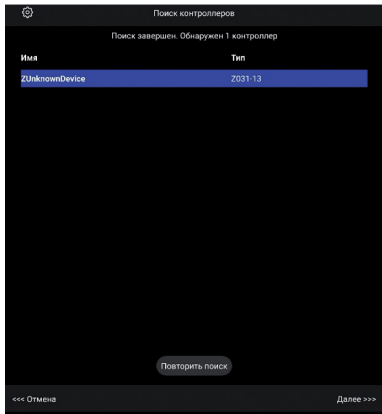 Поиск контроллеров
Поиск завершен. Обнаружен 1 контроллер
Имя Тип
ZUnknownDevice Z031-13
Повторить поиск
<<< Отмена Далее >>>